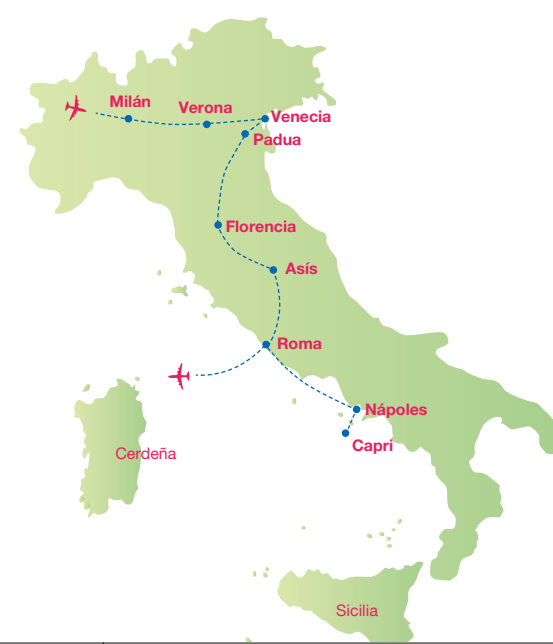 Milán
Verona
Venecia
Padua
Florencia
Asís
Roma
Nápoles
Capri
Cerdeña
Sicilia